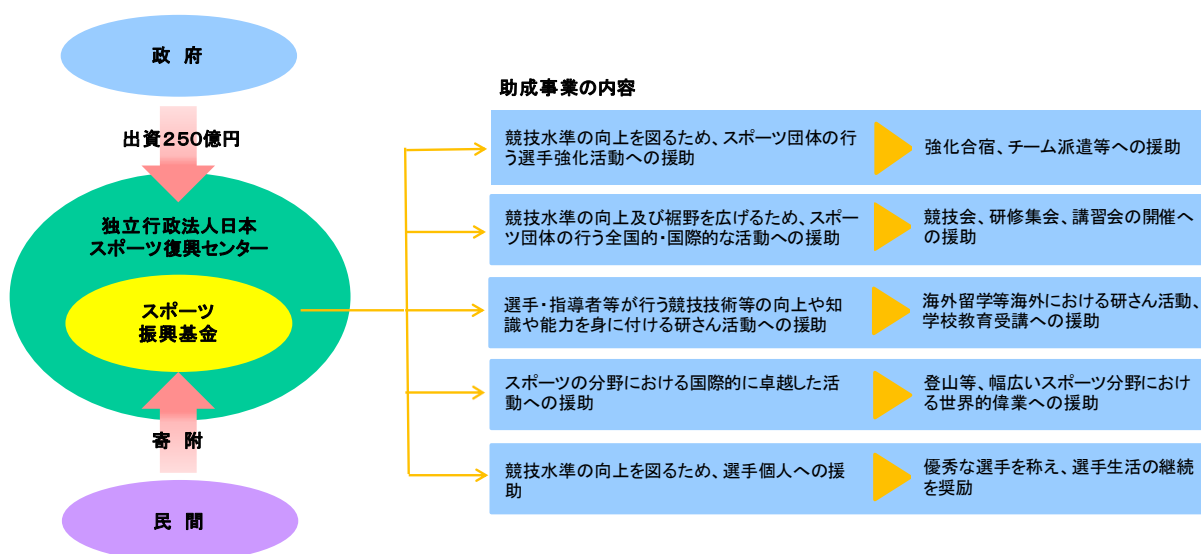 政 府
出資250億円
独立行政法人日本
スポーツ復興センター
スポーツ
振興基金
寄 附
民 間
助成事業の内容
競技水準の向上を図るため、スポーツ団体の行
う選手強化活動への援助
強化合宿、チーム派遣等への援助
競技水準の向上及び裾野を広げるため、スポー
ツ団体の行う全国的・国際的な活動への援助
競技会、研修集会、講習会の開催へ
の援助
選手・指導者等が行う競技技術等の向上や知
識や能力を身に付ける研さん活動への援助
海外留学等海外における研さん活動、
学校教育受講への援助
スポーツの分野における国際的に卓越した活
動への援助
登山等、幅広いスポーツ分野におけ
る世界的偉業への援助
競技水準の向上を図るため、選手個人への援
助
優秀な選手を称え、選手生活の継続
を奨励